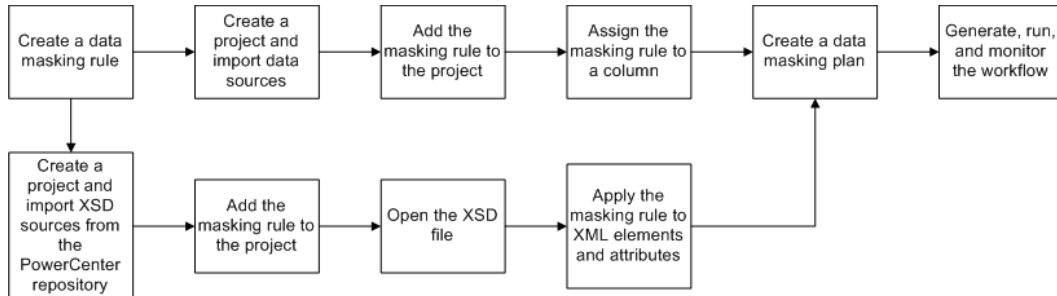 Create a data
masking rule
Create a
project and
import data
sources
Add the
masking rule to
the project
Assign the
masking rule to
a column
Create a data
masking plan
Generate, run,
and monitor
the workflow
Create a
project and
import XSD
sources from
the
PowerCenter
repository
Add the
masking rule to
the project
Open the XSD
file
Apply the
masking rule to
XML elements
and attributes